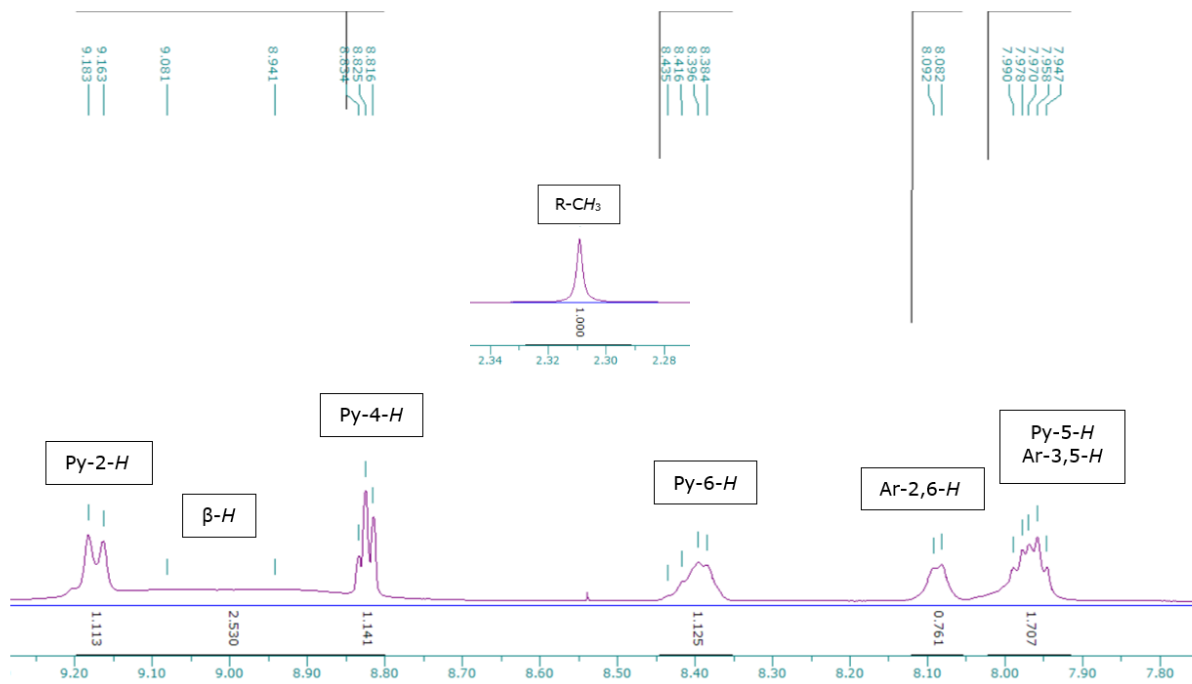 9.183
9.163
9.081
8.941
8.834
8.825
8.816
8.435
8.416
8.396
8.384
8.092
8.082
7.990
7.978
7.970
7.958
7.947
R-CH₃
1.000
2.34 2.32 2.30 2.28
Py-4-H
Py-2-H
β-H
Py-6-H
Ar-2,6-H
Py-5-H
Ar-3,5-H
1.113
2.530
1.141
1.125
0.761
1.707
9.20 9.10 9.00 8.90 8.80 8.70 8.60 8.50 8.40 8.30 8.20 8.10 8.00 7.90 7.80